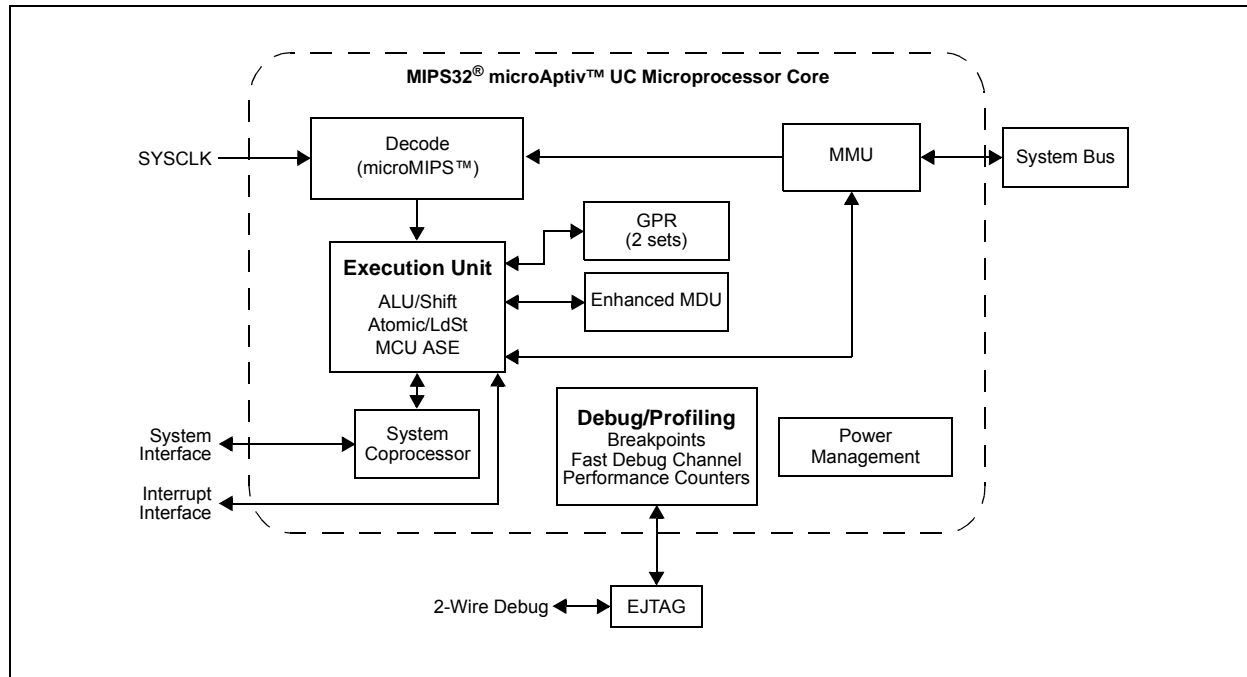 MIPS32® microAptiv™ UC Microprocessor Core
SYSCLK
Decode
(microMIPS™)
MMU
System Bus
GPR
(2 sets)
Execution Unit
ALU/Shift
Atomic/LdSt
MCU ASE
Enhanced MDU
System
Interface
System
Coprocessor
Interrupt
Interface
Debug/Profiling
Breakpoints
Fast Debug Channel
Performance Counters
Power
Management
2-Wire Debug
EJTAG